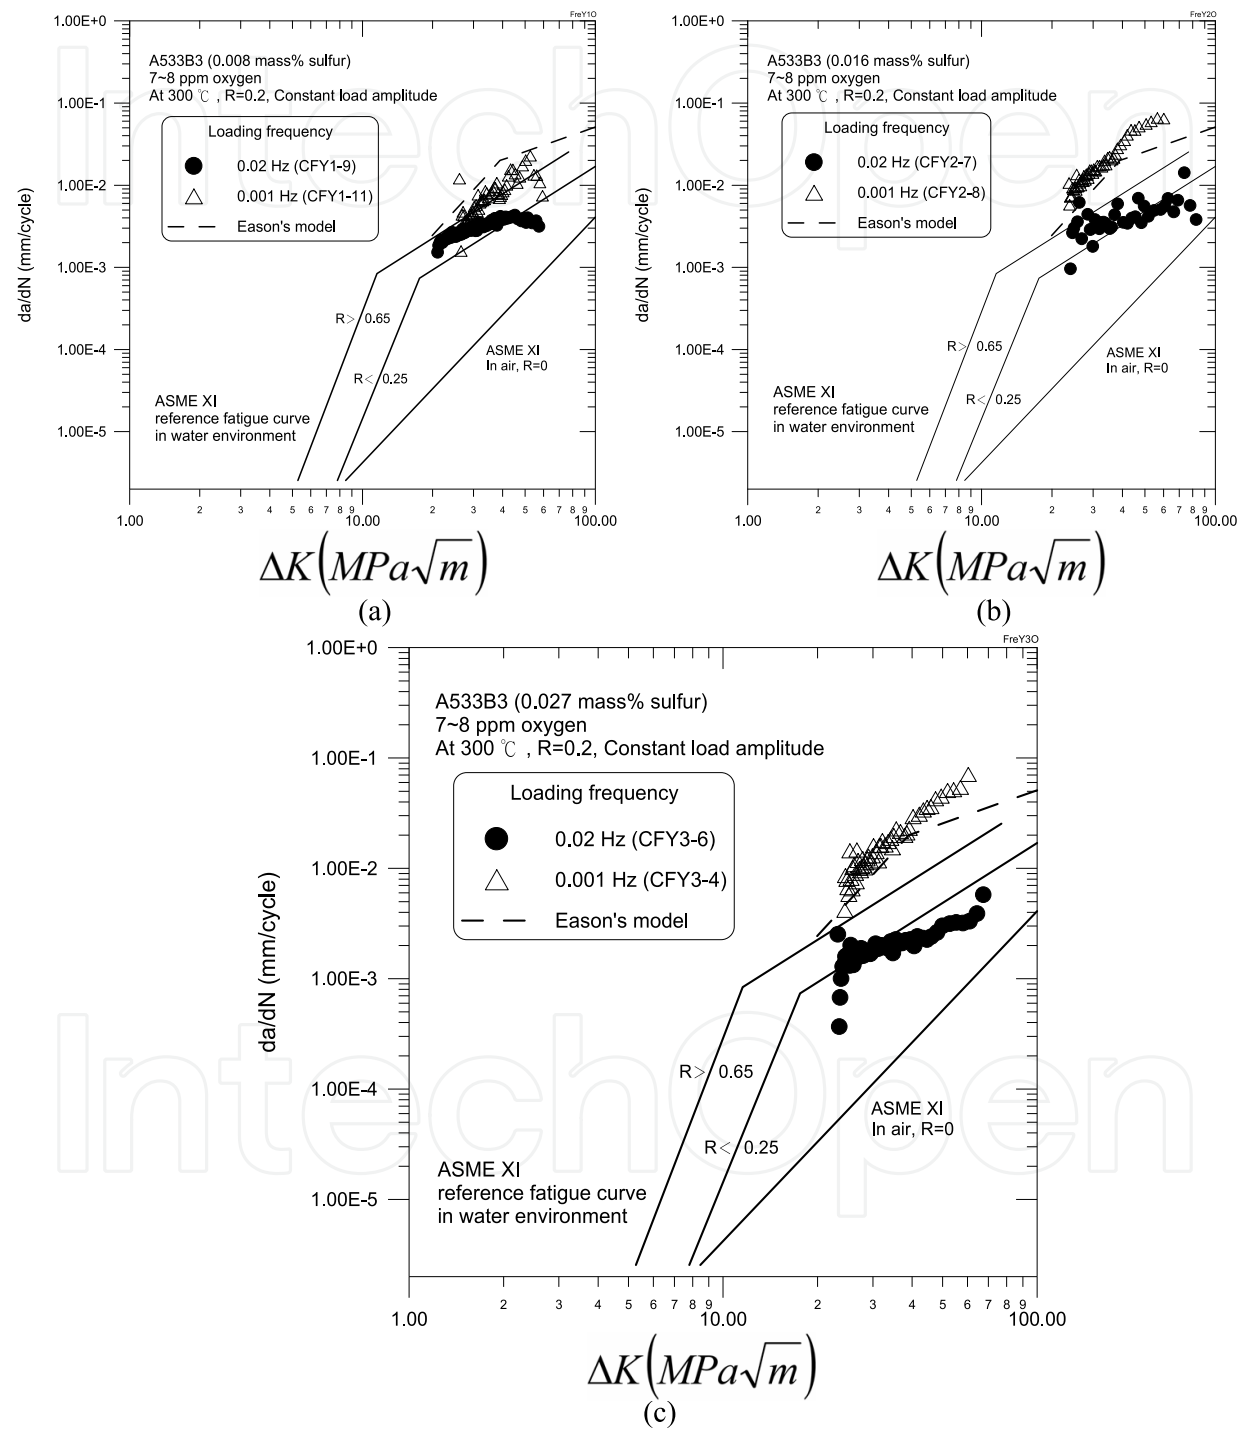 FreY1O
1.00E+0
A533B3 (0.008 mass% sulfur)
7~8 ppm oxygen
At 300 ℃ , R=0.2, Constant load amplitude
1.00E-1
Loading frequency
0.02 Hz (CFY1-9)
0.001 Hz (CFY1-11)
Eason's model
1.00E-2
1.00E-3
da/dN (mm/cycle)
R> 0.65
1.00E-4
ASME XI
In air, R=0
R< 0.25
ASME XI
reference fatigue curve
in water environment
1.00E-5
2 3 4 5 6 7 8 9 2 3 4 5 6 7 8 9
1.00 10.00 100.00
ΔK(MPa√m)
(a)
FreY2O
1.00E+0
A533B3 (0.016 mass% sulfur)
7~8 ppm oxygen
At 300 ℃ , R=0.2, Constant load amplitude
1.00E-1
Loading frequency
0.02 Hz (CFY2-7)
0.001 Hz (CFY2-8)
Eason's model
1.00E-2
1.00E-3
da/dN (mm/cycle)
R> 0.65
1.00E-4
ASME XI
In air, R=0
R< 0.25
ASME XI
reference fatigue curve
in water environment
1.00E-5
2 3 4 5 6 7 8 9 2 3 4 5 6 7 8 9
1.00 10.00 100.00
ΔK(MPa√m)
(b)
FreY3O
1.00E+0
A533B3 (0.027 mass% sulfur)
7~8 ppm oxygen
At 300 ℃ , R=0.2, Constant load amplitude
1.00E-1
Loading frequency
0.02 Hz (CFY3-6)
0.001 Hz (CFY3-4)
Eason's model
1.00E-2
1.00E-3
da/dN (mm/cycle)
R> 0.65
1.00E-4
ASME XI
In air, R=0
R< 0.25
ASME XI
reference fatigue curve
in water environment
1.00E-5
2 3 4 5 6 7 8 9 2 3 4 5 6 7 8 9
1.00 10.00 100.00
ΔK(MPa√m)
(c)
IntechOpen
IntechOpen